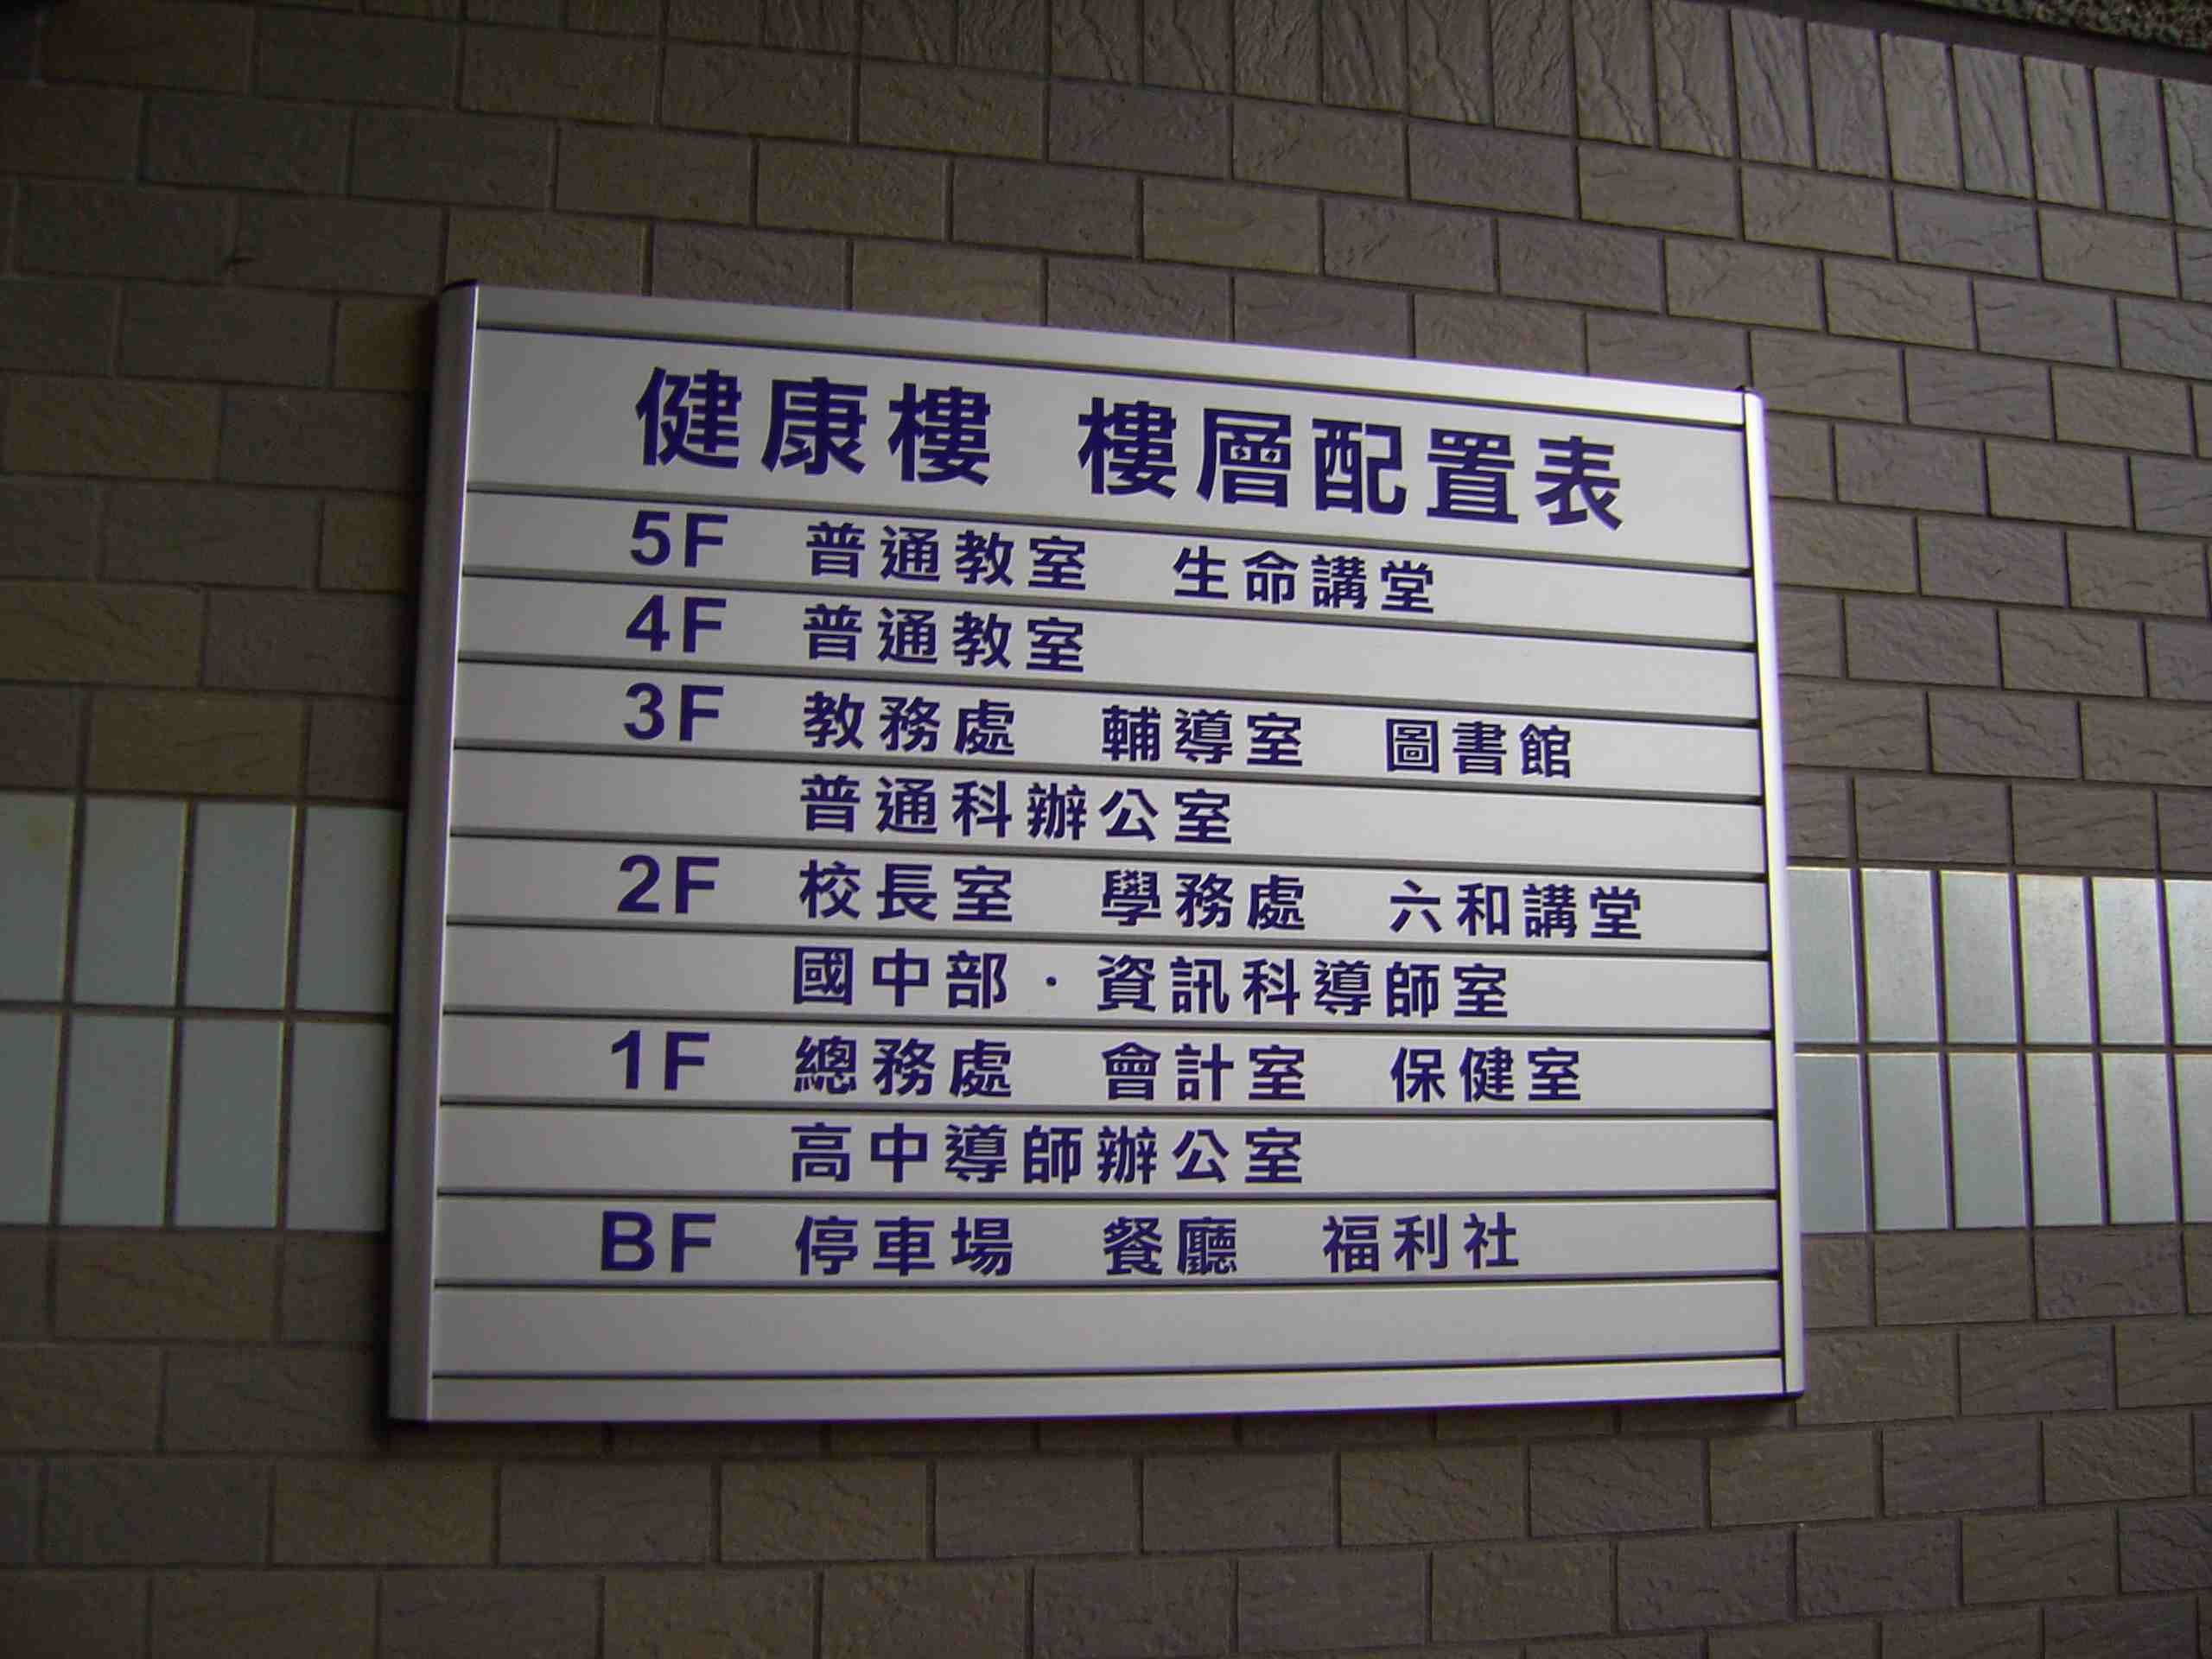 健康樓 樓層配置表
5F 普通教室 生命講堂
4F 普通教室
3F 教務處 輔導室 圖書館
普通科辦公室
2F 校長室 學務處 六和講堂
國中部·資訊科導師室
1F 總務處 會計室 保健室
高中導師辦公室
BF 停車場 餐廳 福利社